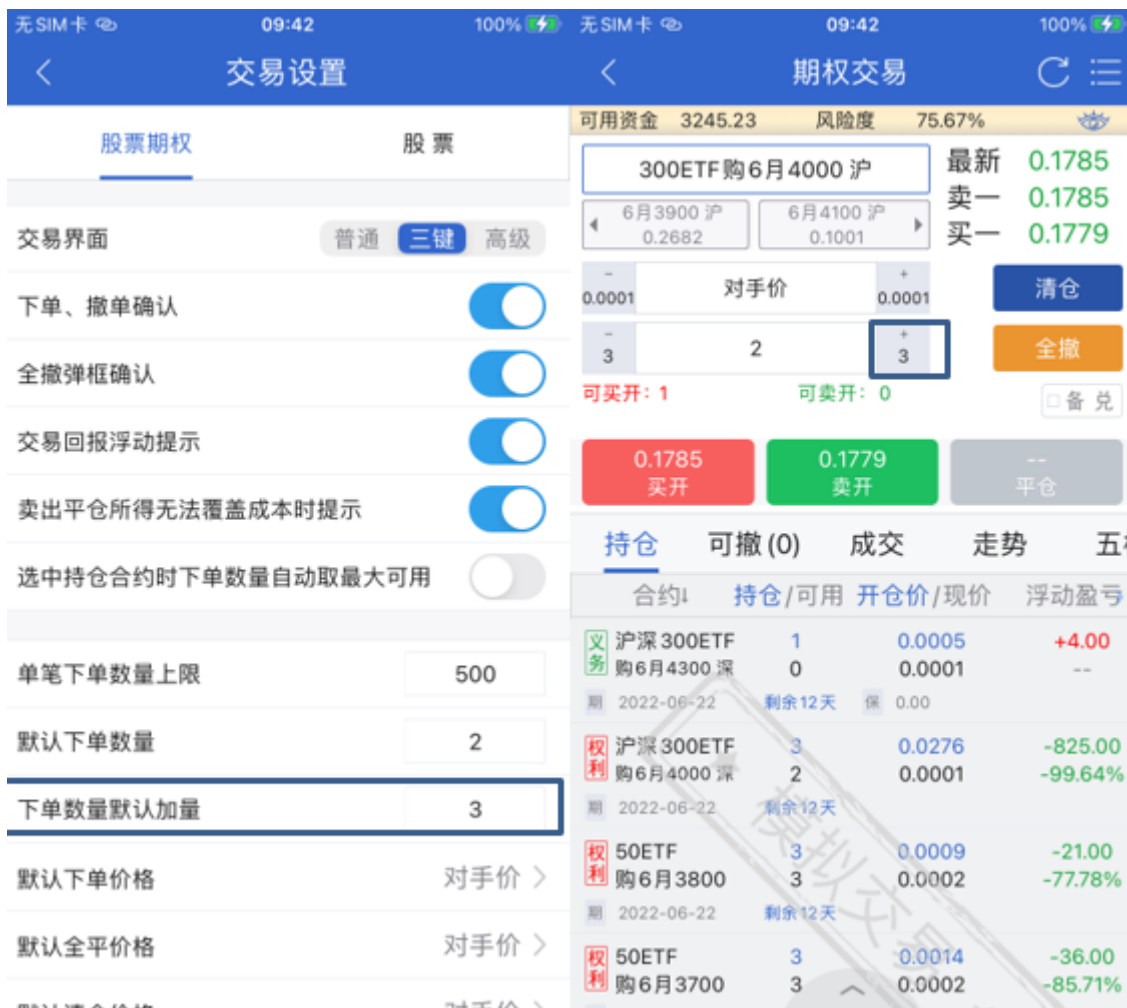 无SIM卡 09:42 100%
交易设置
股票期权 股票
交易界面 普通 三键 高级
下单、撤单确认
全撤弹框确认
交易回报浮动提示
卖出平仓所得无法覆盖成本时提示
选中持仓合约时下单数量自动取最大可用
单笔下单数量上限 500
默认下单数量 2
下单数量默认加量 3
默认下单价格 对手价
默认全平价格 对手价
无SIM卡 09:42 100%
期权交易
可用资金 3245.23 风险度 75.67%
300ETF购6月4000 沪
最新 0.1785
卖一 0.1785
买一 0.1779
6月3900 沪 6月4100 沪
0.2682 0.1001
- 0.0001 对手价 + 0.0001 清仓
- 3 2 + 3 全撤
可买开：1 可卖开：0 备兑
0.1785 0.1779 --
买开 卖开 平仓
持仓 可撤(0) 成交 走势 五
合约 持仓/可用 开仓价/现价 浮动盈亏
义务 沪深300ETF 1 0.0005 +4.00
购6月4300 深 0 0.0001 --
期 2022-06-22 剩余12天 保 0.00
权利 沪深300ETF 3 0.0276 -825.00
购6月4000 深 2 0.0001 -99.64%
期 2022-06-22 剩余12天
权利 50ETF 3 0.0009 -21.00
购6月3800 3 0.0002 -77.78%
期 2022-06-22 剩余12天
权利 50ETF 3 0.0014 -36.00
购6月3700 3 0.0002 -85.71%
模拟交易